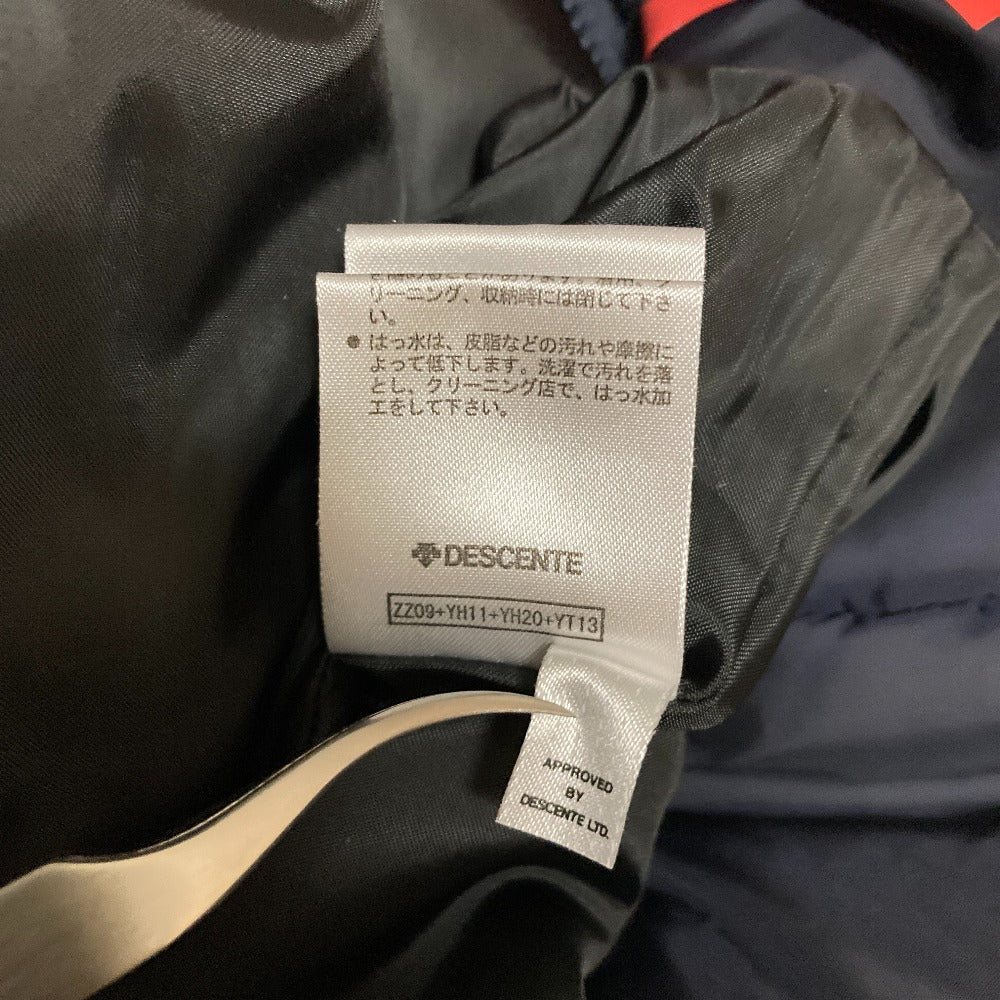 リーニング、収納時には閉じて下さ
い。
● はっ水は、皮脂などの汚れや摩擦に
よって低下します。洗濯で汚れを落
とし、クリーニング店で、はっ水加
工をして下さい。
DESCENTE
ZZ09+YH11+YH20+YT13
APPROVED
BY
DESCENTE LTD.